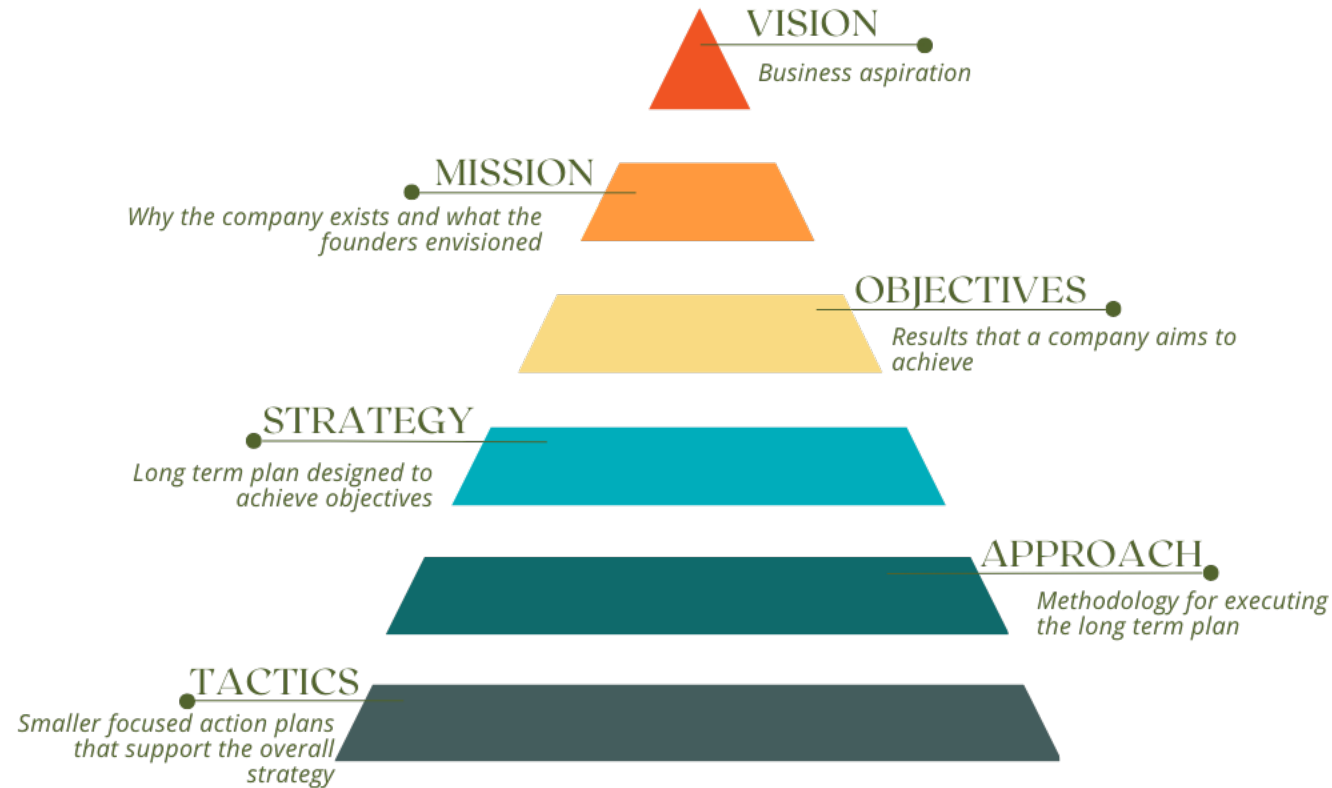 VISION
Business aspiration
MISSION
Why the company exists and what the
founders envisioned
OBJECTIVES
Results that a company aims to
achieve
STRATEGY
Long term plan designed to
achieve objectives
APPROACH
Methodology for executing
the long term plan
TACTICS
Smaller focused action plans
that support the overall
strategy